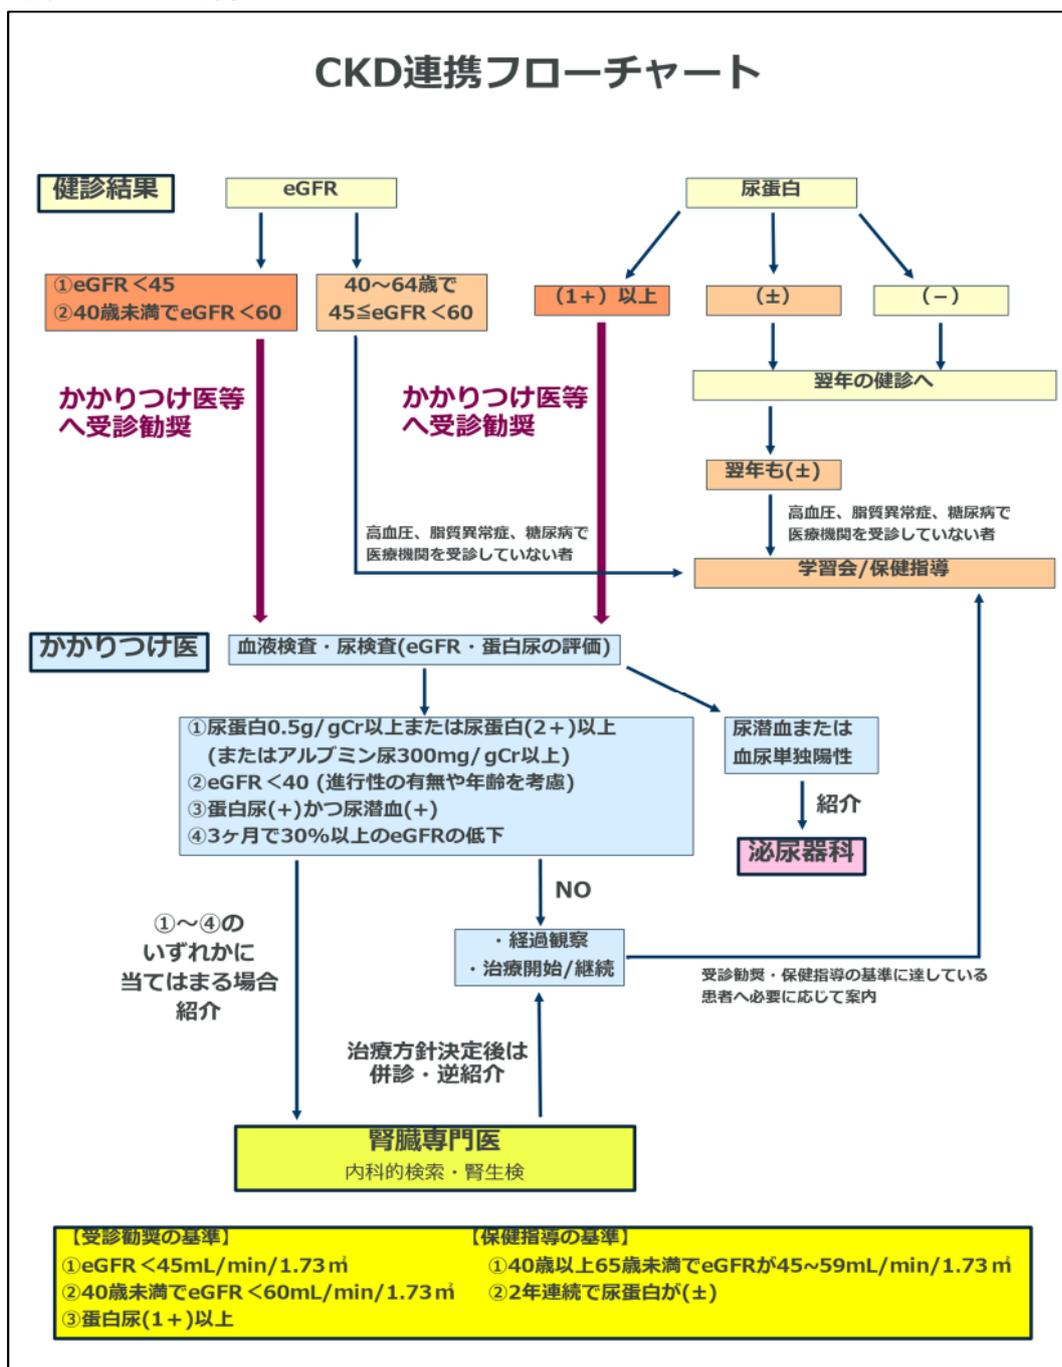 CKD連携フローチャート
健診結果
eGFR
尿蛋白
①eGFR<45
②40歳未満でeGFR<60
40～64歳で
45≦eGFR<60
（1+）以上
（±）
（−）
翌年の健診へ
かかりつけ医等
へ受診勧奨
かかりつけ医等
へ受診勧奨
翌年も(±)
高血圧、脂質異常症、糖尿病で
医療機関を受診していない者
高血圧、脂質異常症、糖尿病で
医療機関を受診していない者
学習会/保健指導
かかりつけ医
血液検査・尿検査(eGFR・蛋白尿の評価)
①尿蛋白0.5g/gCr以上または尿蛋白(2+)以上
(またはアルブミン尿300mg/gCr以上)
②eGFR<40 (進行性の有無や年齢を考慮)
③蛋白尿(+)かつ尿潜血(+)
④3ヶ月で30%以上のeGFRの低下
尿潜血または
血尿単独陽性
紹介
泌尿器科
NO
①～④の
いずれかに
当てはまる場合
紹介
・経過観察
・治療開始/継続
受診勧奨・保健指導の基準に達している
患者へ必要に応じて案内
治療方針決定後は
併診・逆紹介
腎臓専門医
内科的検索・腎生検
【受診勧奨の基準】
①eGFR<45mL/min/1.73㎡
②40歳未満でeGFR<60mL/min/1.73㎡
③蛋白尿(1+)以上
【保健指導の基準】
①40歳以上65歳未満でeGFRが45~59mL/min/1.73㎡
②2年連続で尿蛋白が(±)